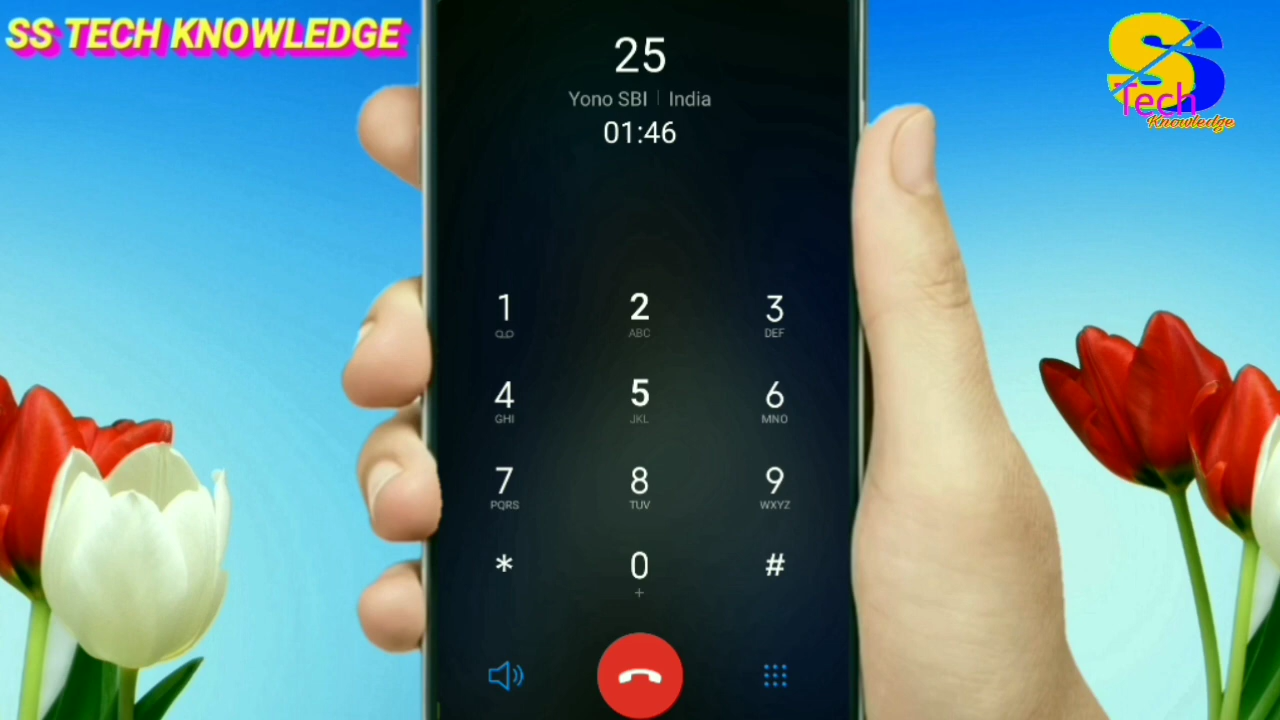 SS TECH KNOWLEDGE
SS
Tech
Knowledge
25
Yono SBI | India
01:46
1 2 3
ABC DEF
4 5 6
GHI JKL MNO
7 8 9
PQRS TUV WXYZ
* 0 #
+